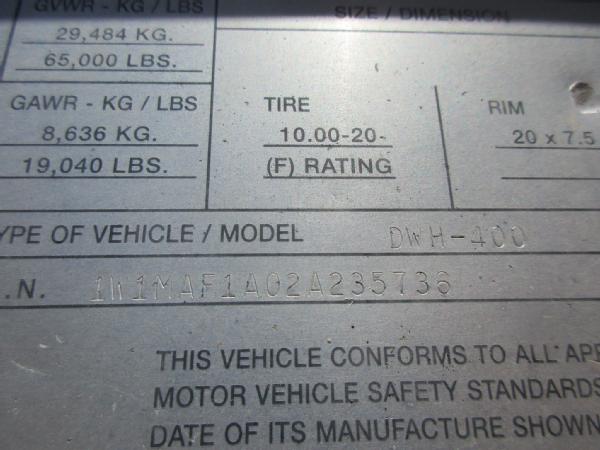 GVWR - KG / LBS
SIZE / DIMENSION
29,484 KG.
65,000 LBS.
GAWR - KG / LBS
TIRE
RIM
8,636 KG.
10.00-20-
20 x 7.5
19,040 LBS.
(F) RATING
YPE OF VEHICLE / MODEL DWH-400
.N. 1W1MAF1A02A235736
THIS VEHICLE CONFORMS TO ALL APP
MOTOR VEHICLE SAFETY STANDARDS
DATE OF ITS MANUFACTURE SHOWN